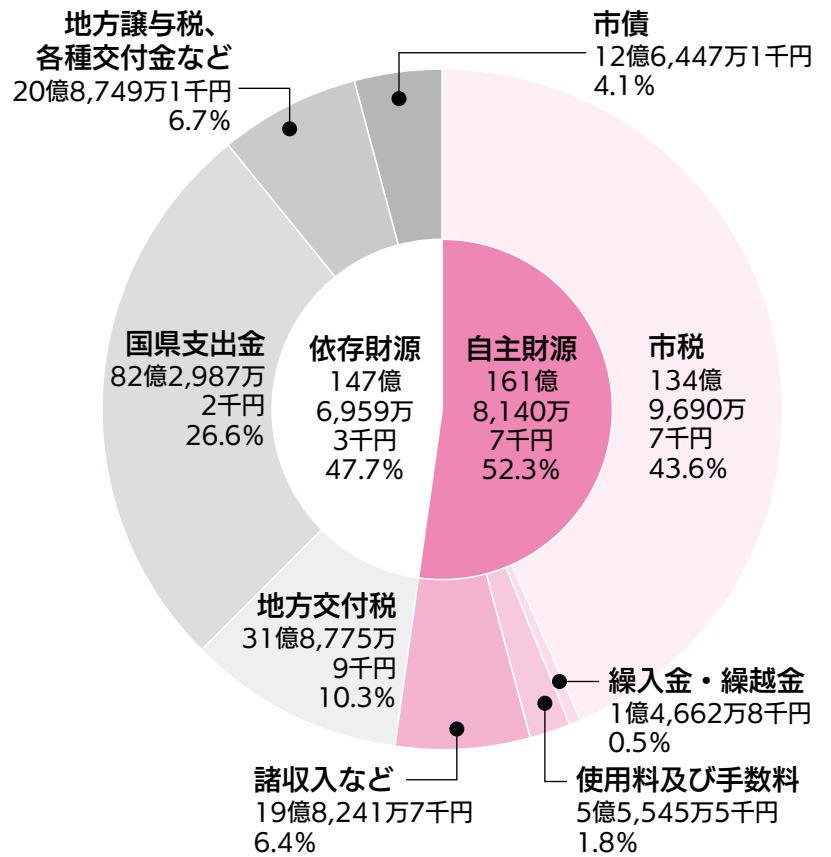 地方譲与税、
各種交付金など
20億8,749万1千円
6.7%
市債
12億6,447万1千円
4.1%
国県支出金
82億2,987万
2千円
26.6%
依存財源
147億
6,959万
3千円
47.7%
自主財源
161億
8,140万
7千円
52.3%
市税
134億
9,690万
7千円
43.6%
地方交付税
31億8,775万
9千円
10.3%
繰入金・繰越金
1億4,662万8千円
0.5%
諸収入など
19億8,241万7千円
6.4%
使用料及び手数料
5億5,545万5千円
1.8%